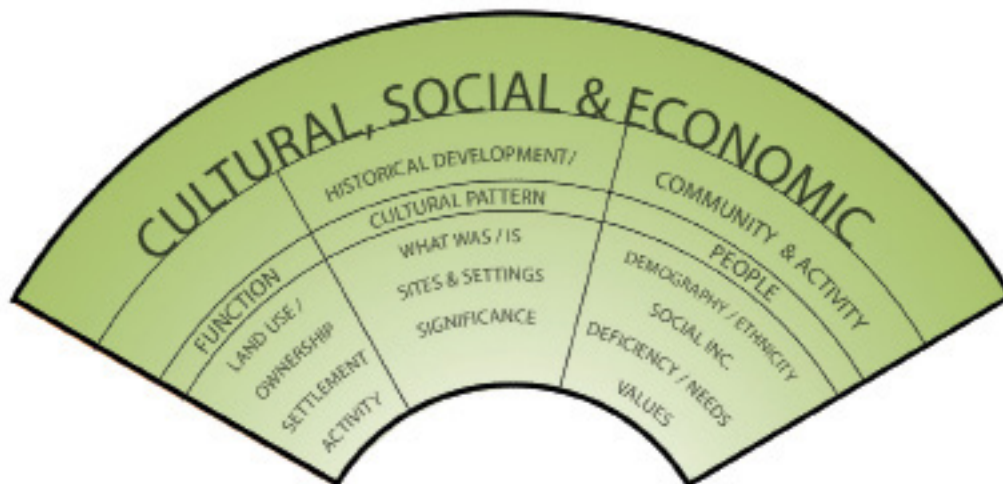 CULTURAL, SOCIAL & ECONOMIC
FUNCTION
LAND USE /
OWNERSHIP
SETTLEMENT
ACTIVITY
HISTORICAL DEVELOPMENT/
CULTURAL PATTERN
WHAT WAS / IS
SITES & SETTINGS
SIGNIFICANCE
COMMUNITY & ACTIVITY
PEOPLE
DEMOGRAPHY / ETHNICITY
SOCIAL INC.
DEFICIENCY / NEEDS
VALUES